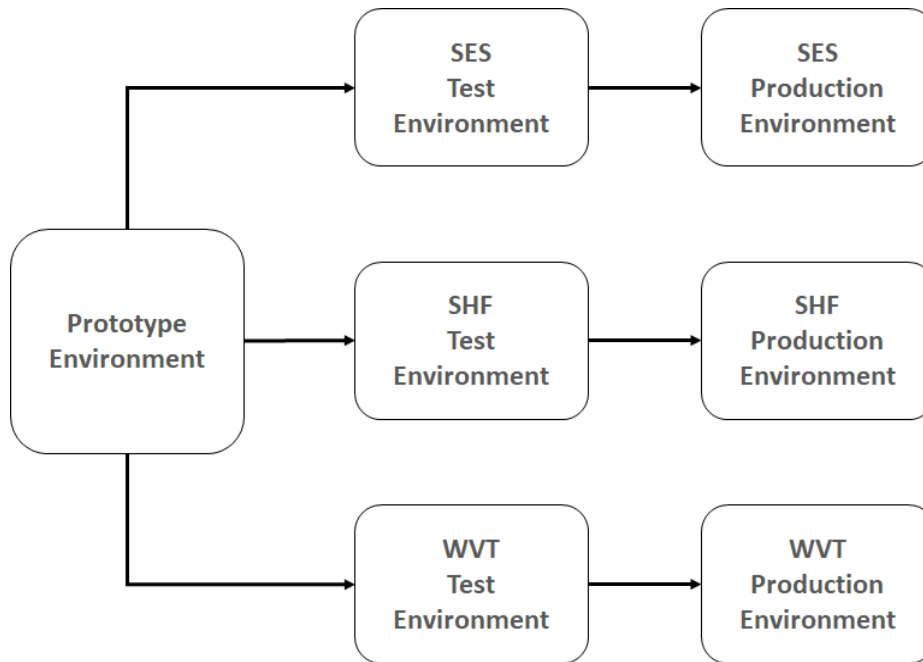 SES
Test
Environment
SES
Production
Environment
Prototype
Environment
SHF
Test
Environment
SHF
Production
Environment
WVT
Test
Environment
WVT
Production
Environment